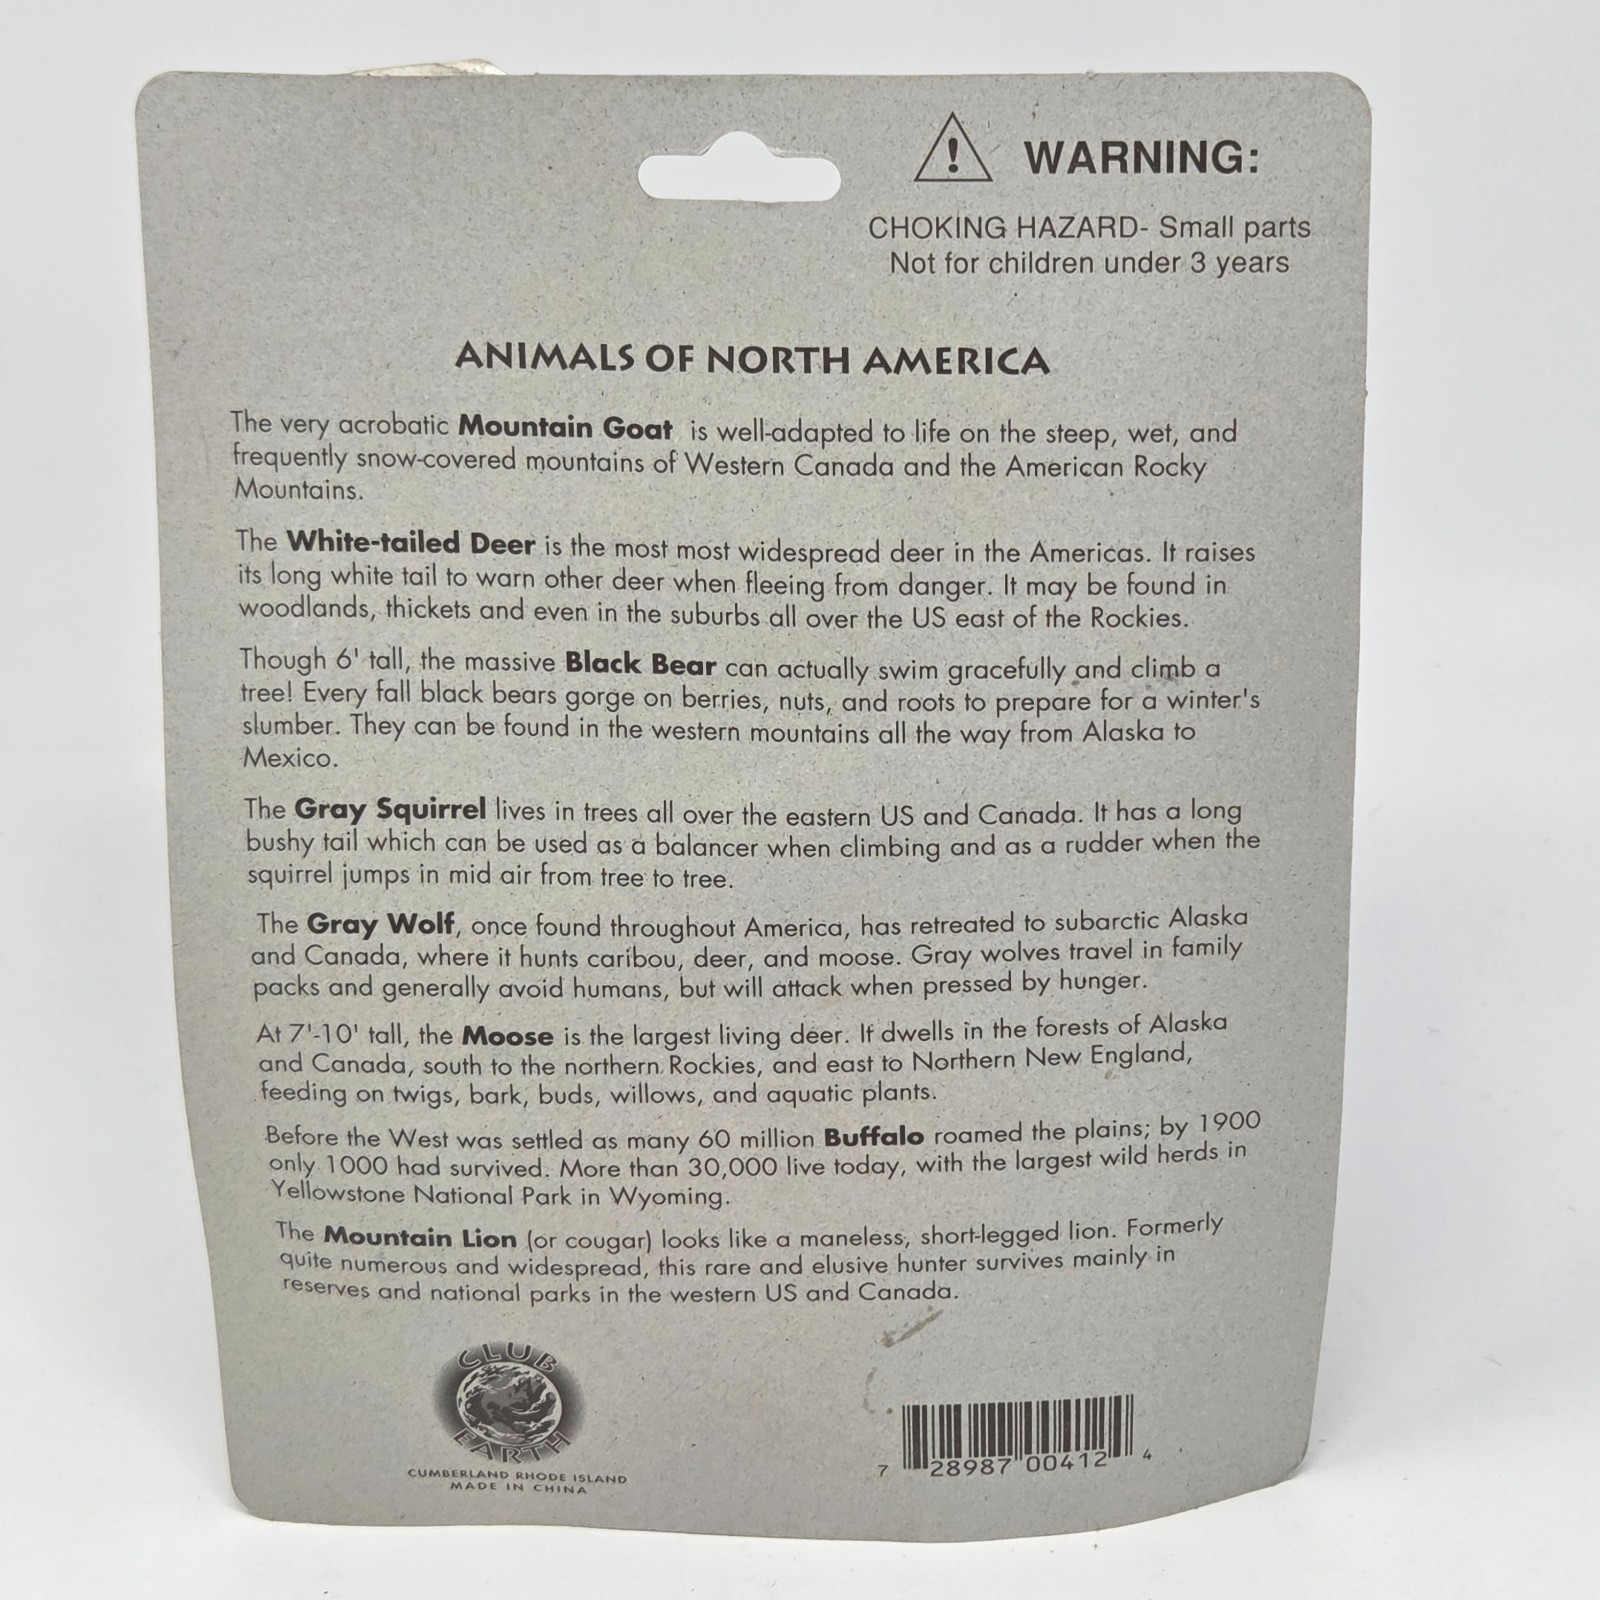 WARNING:
CHOKING HAZARD- Small parts
Not for children under 3 years
ANIMALS OF NORTH AMERICA
The very acrobatic Mountain Goat is well-adapted to life on the steep, wet, and
frequently snow-covered mountains of Western Canada and the American Rocky
Mountains.
The White-tailed Deer is the most most widespread deer in the Americas. It raises
its long white tail to warn other deer when fleeing from danger. It may be found in
woodlands, thickets and even in the suburbs all over the US east of the Rockies.
Though 6' tall, the massive Black Bear can actually swim gracefully and climb a
tree! Every fall black bears gorge on berries, nuts, and roots to prepare for a winter's
slumber. They can be found in the western mountains all the way from Alaska to
Mexico.
The Gray Squirrel lives in trees all over the eastern US and Canada. It has a long
bushy tail which can be used as a balancer when climbing and as a rudder when the
squirrel jumps in mid air from tree to tree.
The Gray Wolf, once found throughout America, has retreated to subarctic Alaska
and Canada, where it hunts caribou, deer, and moose. Gray wolves travel in family
packs and generally avoid humans, but will attack when pressed by hunger.
At 7'-10' tall, the Moose is the largest living deer. If dwells in the forests of Alaska
and Canada, south to the northern Rockies, and east to Northern New England,
feeding on twigs, bark, buds, willows, and aquatic plants.
Before the West was settled as many 60 million Buffalo roamed the plains; by 1900
only 1000 had survived. More than 30,000 live today, with the largest wild herds in
Yellowstone National Park in Wyoming.
The Mountain Lion (or cougar) looks like a maneless, short-legged lion. Formerly
quite numerous and widespread, this rare and elusive hunter survives mainly in
reserves and national parks in the western US and Canada.
CLUB
EARTH
CUMBERLAND RHODE ISLAND
MADE IN CHINA
7 28987 00412 4